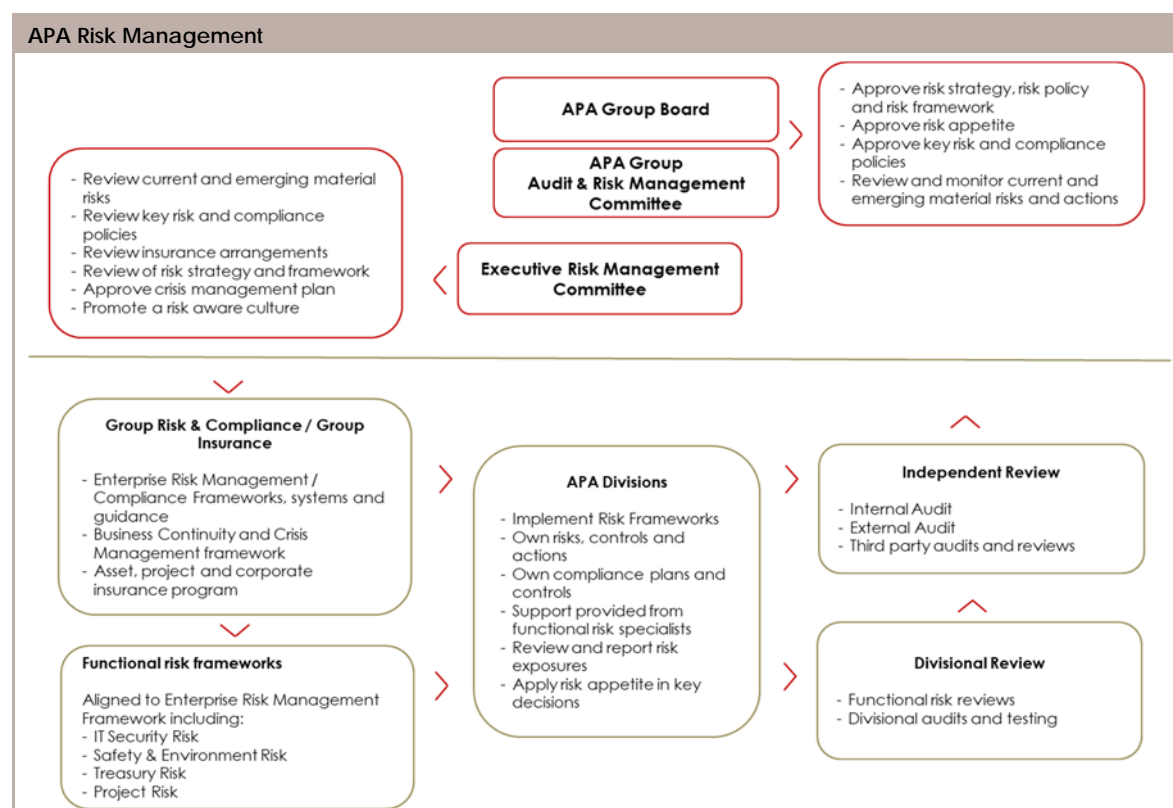 APA Risk Management
APA Group Board
APA Group
Audit & Risk Management
Committee
- Approve risk strategy, risk policy
and risk framework
- Approve risk appetite
- Approve key risk and compliance
policies
- Review and monitor current and
emerging material risks and actions
- Review current and emerging material
risks
- Review key risk and compliance
policies
- Review insurance arrangements
- Review of risk strategy and framework
- Approve crisis management plan
- Promote a risk aware culture
Executive Risk Management
Committee
Group Risk & Compliance / Group
Insurance
- Enterprise Risk Management /
Compliance Frameworks, systems and
guidance
- Business Continuity and Crisis
Management framework
- Asset, project and corporate
insurance program
Functional risk frameworks
Aligned to Enterprise Risk Management
Framework including:
- IT Security Risk
- Safety & Environment Risk
- Treasury Risk
- Project Risk
APA Divisions
- Implement Risk Frameworks
- Own risks, controls and
actions
- Own compliance plans and
controls
- Support provided from
functional risk specialists
- Review and report risk
exposures
- Apply risk appetite in key
decisions
Independent Review
- Internal Audit
- External Audit
- Third party audits and reviews
Divisional Review
- Functional risk reviews
- Divisional audits and testing